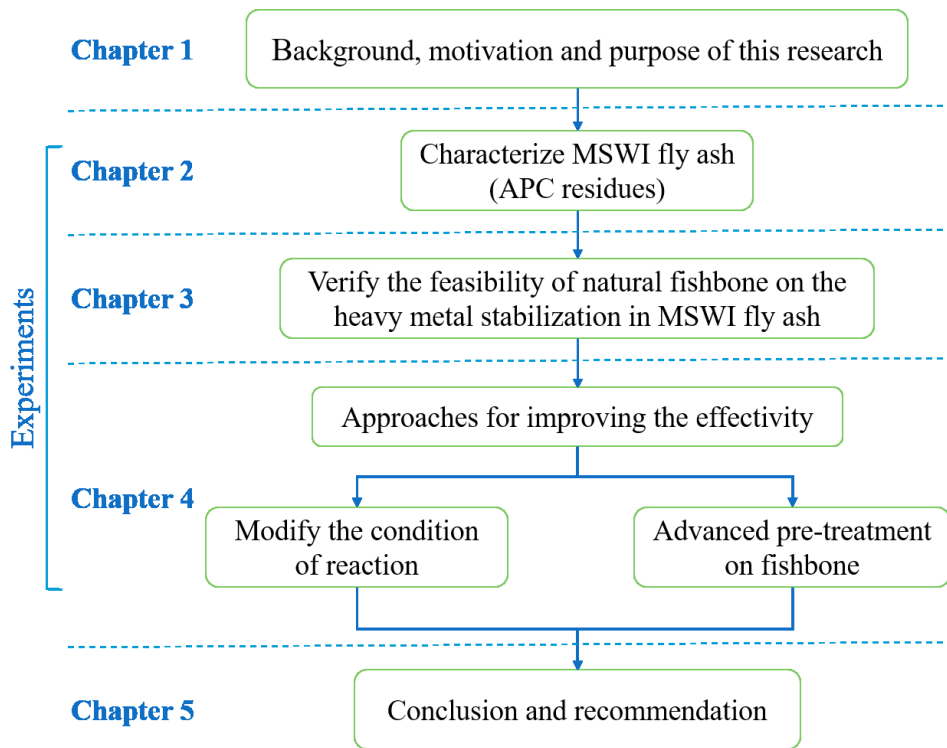 Chapter 1
Background, motivation and purpose of this research
Experiments
Chapter 2
Characterize MSWI fly ash
(APC residues)
Chapter 3
Verify the feasibility of natural fishbone on the
heavy metal stabilization in MSWI fly ash
Approaches for improving the effectivity
Chapter 4
Modify the condition
of reaction
Advanced pre-treatment
on fishbone
Chapter 5
Conclusion and recommendation